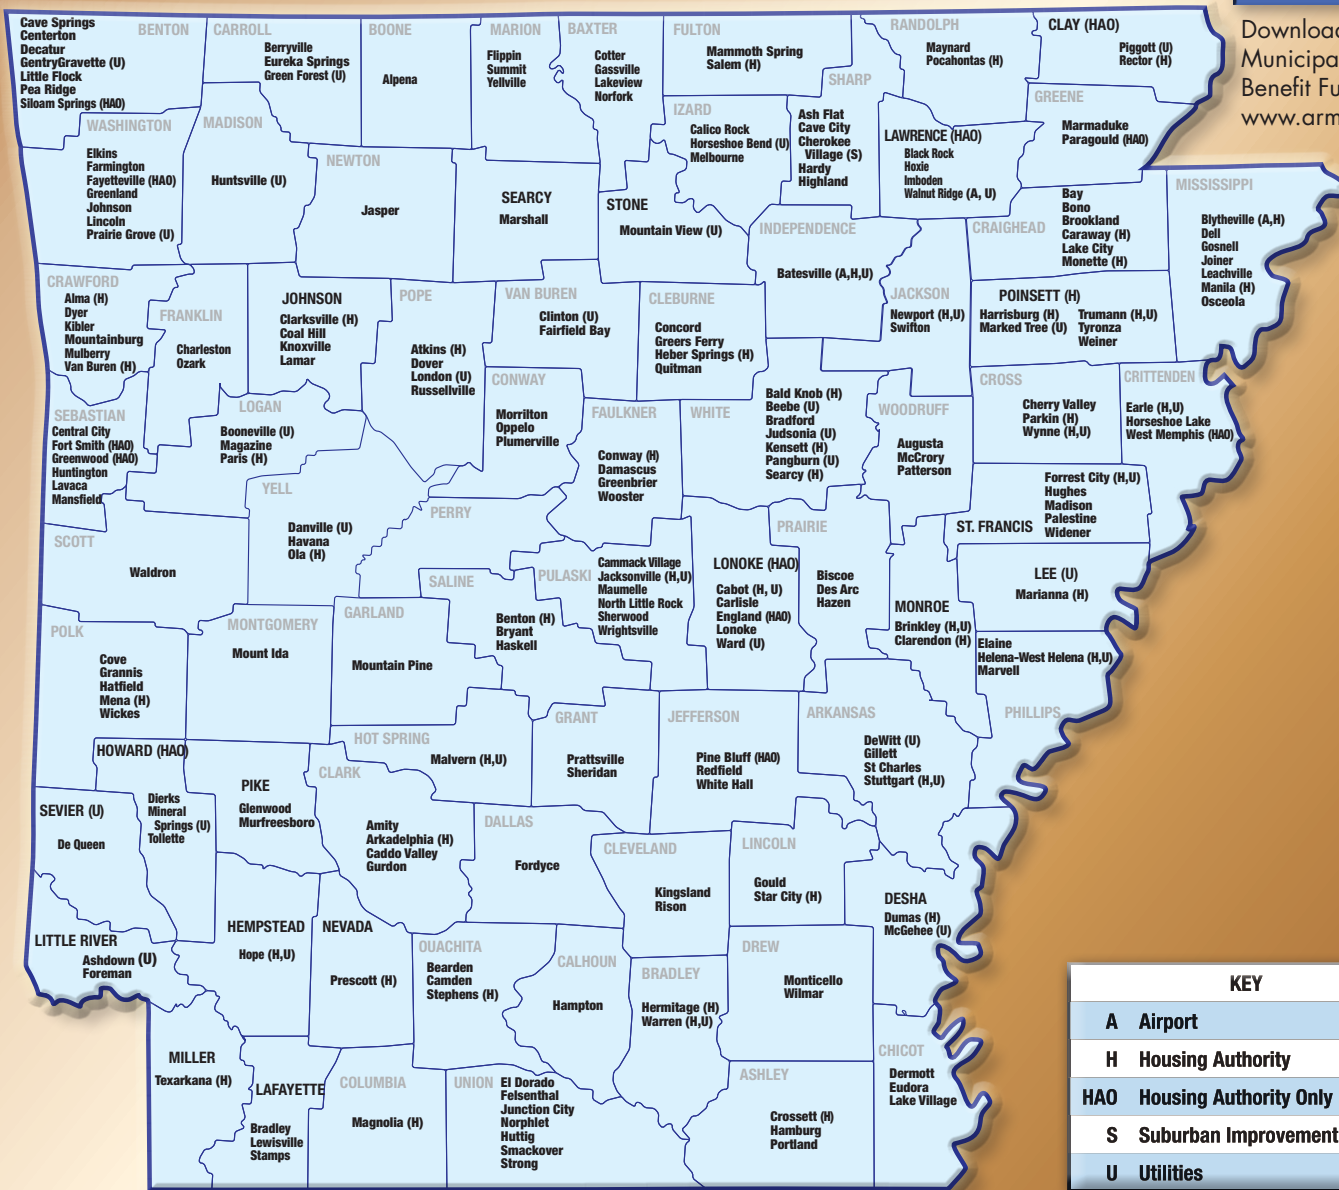 Download
Municipa
Benefit Fu
www.arm
BENTON
Cave Springs
Centerton
Decatur
GentryGravette (U)
Little Flock
Pea Ridge
Siloam Springs (HAO)
CARROLL
Berryville
Eureka Springs
Green Forest (U)
BOONE
Alpena
MARION
Flippin
Summit
Yellville
BAXTER
Cotter
Gassville
Lakeview
Norfork
FULTON
Mammoth Spring
Salem (H)
SHARP
Ash Flat
Cave City
Cherokee
Village (S)
Hardy
Highland
RANDOLPH
Maynard
Pocahontas (H)
CLAY (HAO)
Piggott (U)
Rector (H)
GREENE
Marmaduke
Paragould (HAO)
WASHINGTON
Elkins
Farmington
Fayetteville (HAO)
Greenland
Johnson
Lincoln
Prairie Grove (U)
MADISON
Huntsville (U)
NEWTON
Jasper
SEARCY
Marshall
STONE
Mountain View (U)
IZARD
Calico Rock
Horseshoe Bend (U)
Melbourne
LAWRENCE (HAO)
Black Rock
Hoxie
Imboden
Walnut Ridge (A, U)
INDEPENDENCE
Batesville (A,H,U)
CRAIGHEAD
Bay
Bono
Brookland
Caraway (H)
Lake City
Monette (H)
MISSISSIPPI
Blytheville (A,H)
Dell
Gosnell
Joiner
Leachville
Manila (H)
Osceola
CRAWFORD
Alma (H)
Dyer
Kibler
Mountainburg
Mulberry
Van Buren (H)
FRANKLIN
Charleston
Ozark
JOHNSON
Clarksville (H)
Coal Hill
Knoxville
Lamar
POPE
Atkins (H)
Dover
London (U)
Russellville
VAN BUREN
Clinton (U)
Fairfield Bay
CLEBURNE
Concord
Greers Ferry
Heber Springs (H)
Quitman
JACKSON
Newport (H,U)
Swifton
POINSETT (H)
Harrisburg (H)
Marked Tree (U)
Trumann (H,U)
Tyronza
Weiner
SEBASTIAN
Central City
Fort Smith (HAO)
Greenwood (HAO)
Huntington
Lavaca
Mansfield
LOGAN
Booneville (U)
Magazine
Paris (H)
CONWAY
Morrilton
Oppelo
Plumerville
FAULKNER
Conway (H)
Damascus
Greenbrier
Wooster
WHITE
Bald Knob (H)
Beebe (U)
Bradford
Judsonia (U)
Kensett (H)
Pangburn (U)
Searcy (H)
WOODRUFF
Augusta
McCrory
Patterson
CROSS
Cherry Valley
Parkin (H)
Wynne (H,U)
CRITTENDEN
Earle (H,U)
Horseshoe Lake
West Memphis (HAO)
ST. FRANCIS
Forrest City (H,U)
Hughes
Madison
Palestine
Widener
SCOTT
Waldron
YELL
Danville (U)
Havana
Ola (H)
PERRY
SALINE
Benton (H)
Bryant
Haskell
PULASKI
Cammack Village
Jacksonville (H,U)
Maumelle
North Little Rock
Sherwood
Wrightsville
LONOKE (HAO)
Cabot (H, U)
Carlisle
England (HAO)
Lonoke
Ward (U)
PRAIRIE
Biscoe
Des Arc
Hazen
MONROE
Brinkley (H,U)
Clarendon (H)
LEE (U)
Marianna (H)
Elaine
Helena-West Helena (H,U)
Marvell
PHILLIPS
POLK
Cove
Grannis
Hatfield
Mena (H)
Wickes
MONTGOMERY
Mount Ida
GARLAND
Mountain Pine
HOT SPRING
Malvern (H,U)
GRANT
Prattsville
Sheridan
JEFFERSON
Pine Bluff (HAO)
Redfield
White Hall
ARKANSAS
DeWitt (U)
Gillett
St Charles
Stuttgart (H,U)
HOWARD (HAO)
Dierks
Mineral
Springs (U)
Tollette
SEVIER (U)
De Queen
PIKE
Glenwood
Murfreesboro
CLARK
Amity
Arkadelphia (H)
Caddo Valley
Gurdon
DALLAS
Fordyce
CLEVELAND
Kingsland
Rison
LINCOLN
Gould
Star City (H)
DESHA
Dumas (H)
McGehee (U)
LITTLE RIVER
Ashdown (U)
Foreman
HEMPSTEAD
Hope (H,U)
NEVADA
Prescott (H)
OUACHITA
Bearden
Camden
Stephens (H)
CALHOUN
Hampton
BRADLEY
Hermitage (H)
Warren (H,U)
DREW
Monticello
Wilmar
MILLER
Texarkana (H)
LAFAYETTE
Bradley
Lewisville
Stamps
COLUMBIA
Magnolia (H)
UNION
El Dorado
Felsenthal
Junction City
Norphlet
Huttig
Smackover
Strong
ASHLEY
Crossett (H)
Hamburg
Portland
CHICOT
Dermott
Eudora
Lake Village
KEY
A Airport
H Housing Authority
HAO Housing Authority Only
S Suburban Improvement
U Utilities